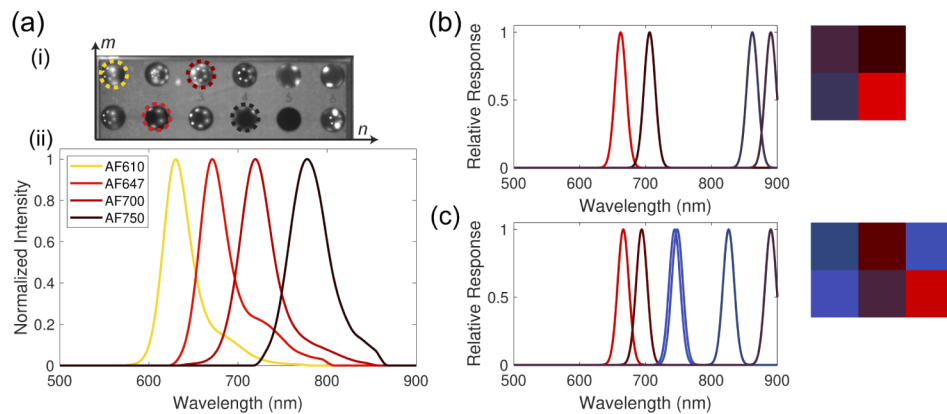 (a)
(i)
m
n
(ii)
1
0.8
0.6
0.4
0.2
0
Normalized Intensity
AF610
AF647
AF700
AF750
500 600 700 800 900
Wavelength (nm)
(b)
Relative Response
1
0.5
0
500 600 700 800 900
Wavelength (nm)
(c)
Relative Response
1
0.5
0
500 600 700 800 900
Wavelength (nm)